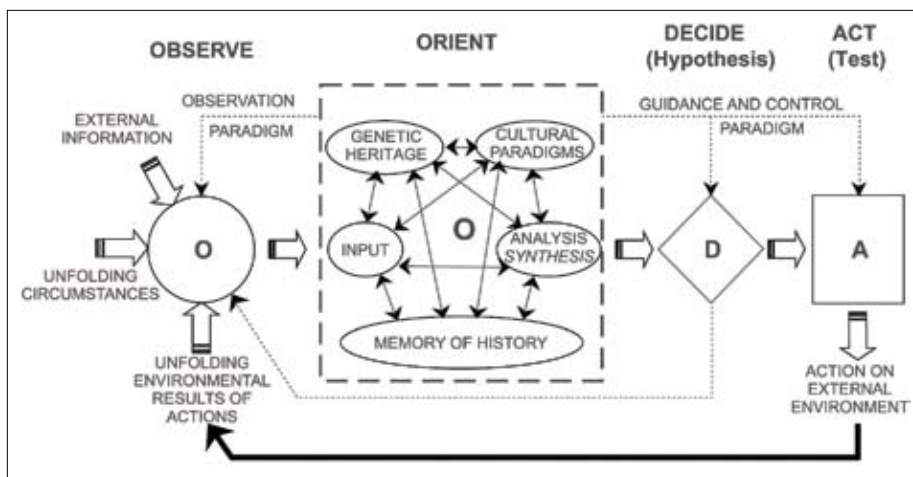 OBSERVE
ORIENT
DECIDE
(Hypothesis)
ACT
(Test)
EXTERNAL
INFORMATION
OBSERVATION
PARADIGM
GUIDANCE AND CONTROL
PARADIGM
GENETIC
HERITAGE
CULTURAL
PARADIGMS
O
INPUT
O
ANALYSIS
SYNTHESIS
D
A
UNFOLDING
CIRCUMSTANCES
MEMORY OF HISTORY
UNFOLDING
ENVIRONMENTAL
RESULTS OF
ACTIONS
ACTION ON
EXTERNAL
ENVIRONMENT